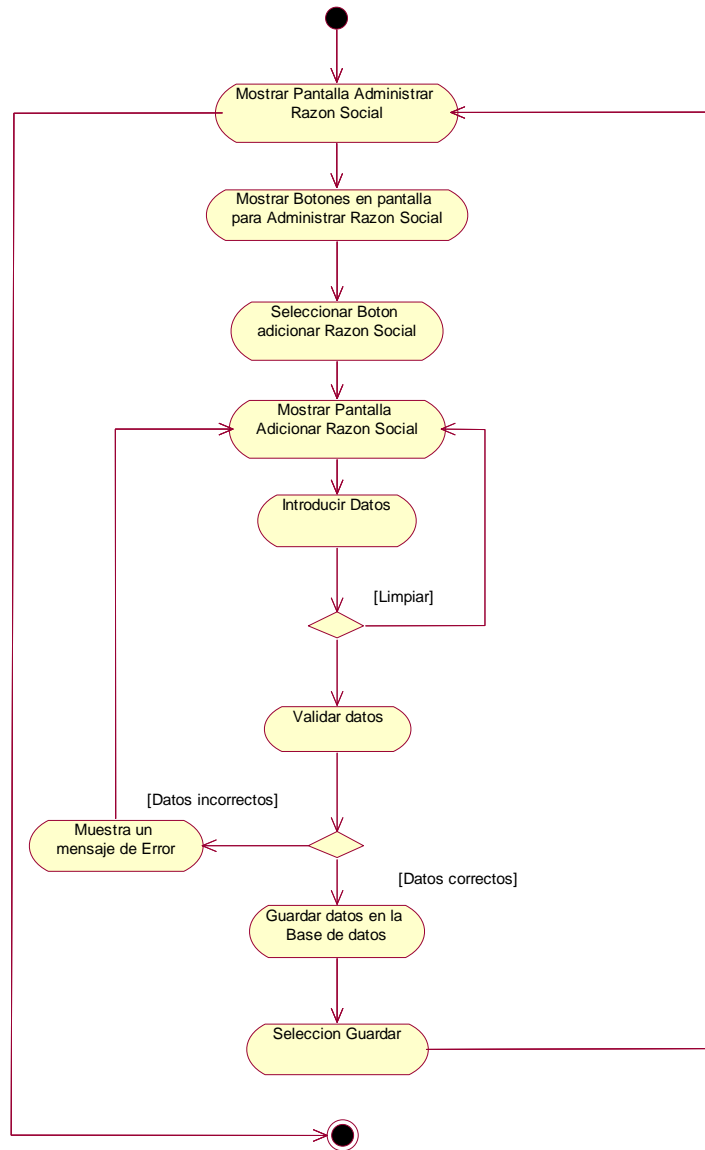 Mostrar Pantalla Administrar
Razon Social
Mostrar Botones en pantalla
para Administrar Razon Social
Seleccionar Boton
adicionar Razon Social
Mostrar Pantalla
Adicionar Razon Social
Introducir Datos
[Limpiar]
Validar datos
[Datos incorrectos]
Muestra un
mensaje de Error
[Datos correctos]
Guardar datos en la
Base de datos
Seleccion Guardar